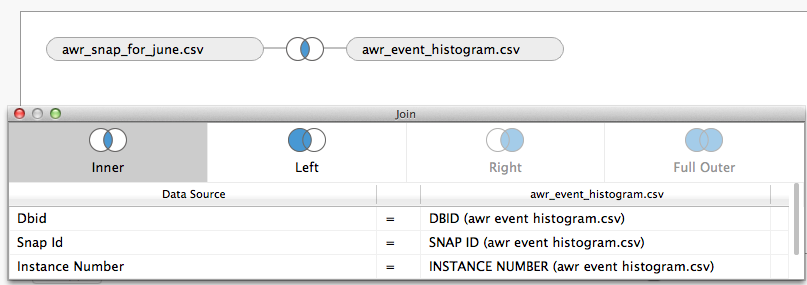 awr_snap_for_june.csv awr_event_histogram.csv
Join
Inner Left Right Full Outer
Data Source awr_event_histogram.csv
Dbid = DBID (awr event histogram.csv)
Snap Id = SNAP ID (awr event histogram.csv)
Instance Number = INSTANCE NUMBER (awr event histogram.csv)